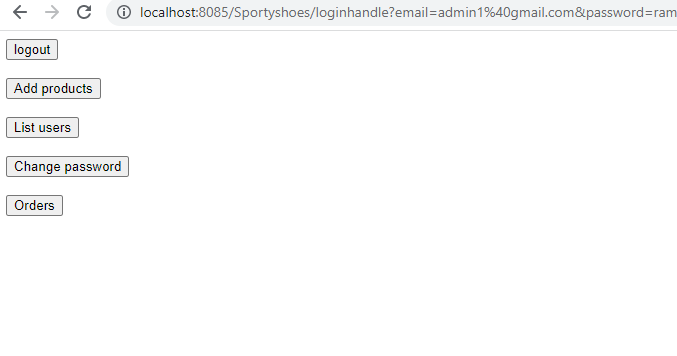 localhost:8085/Sportyshoes/loginhandle?email=admin1%40gmail.com&password=ram
logout
Add products
List users
Change password
Orders